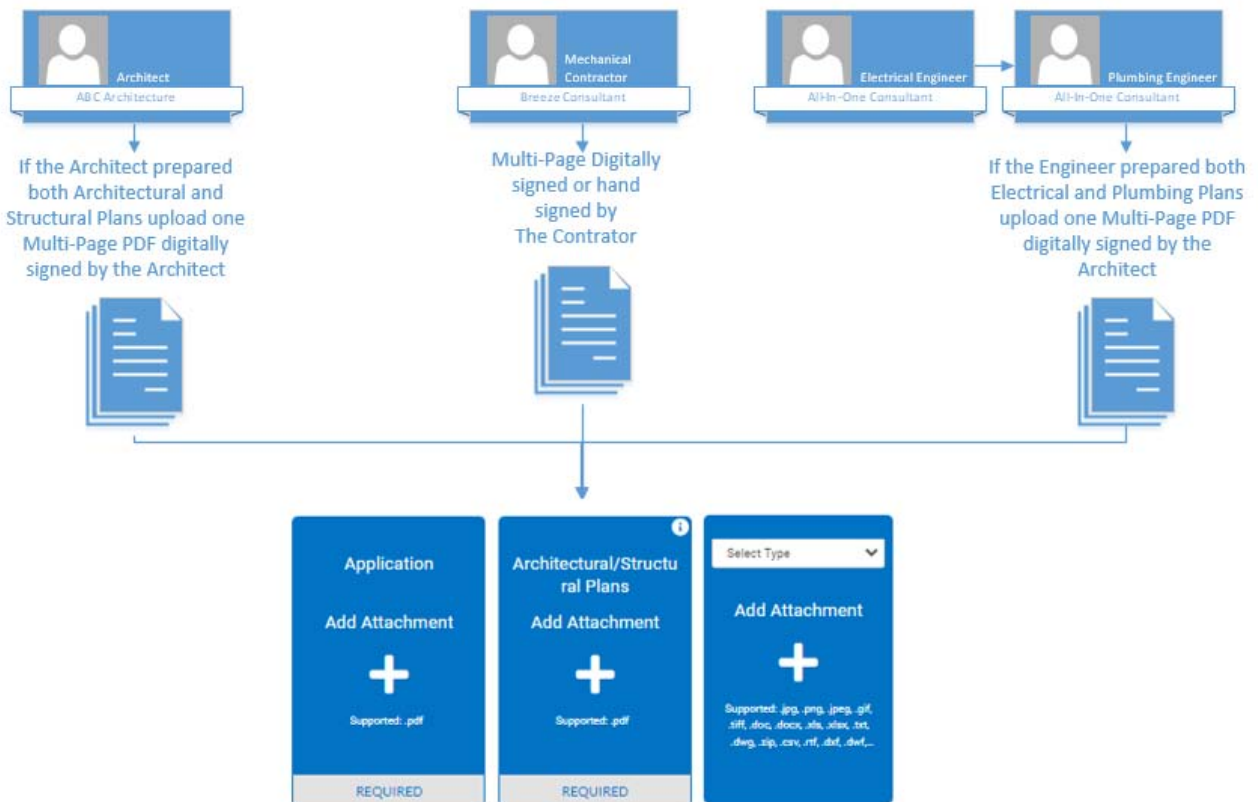 Architect
ABC Architecture
If the Architect prepared
both Architectural and
Structural Plans upload one
Multi-Page PDF digitally
signed by the Architect
Mechanical
Contractor
Breeze Consultant
Multi-Page Digitally
signed or hand
signed by
The Contrator
Electrical Engineer
All-In-One Consultant
Plumbing Engineer
All-In-One Consultant
If the Engineer prepared both
Electrical and Plumbing Plans
upload one Multi-Page PDF
digitally signed by the
Architect
Application
Add Attachment
Supported: .pdf
REQUIRED
Architectural/Structu
ral Plans
Add Attachment
Supported: .pdf
REQUIRED
Select Type
Add Attachment
Supported: .jpg, .png, .jpeg, .gif,
.tiff, .doc, .docx, .xls, .xlsx, .txt,
.dwg, .zip, .csv, .rtf, .dxf, .dwf,...